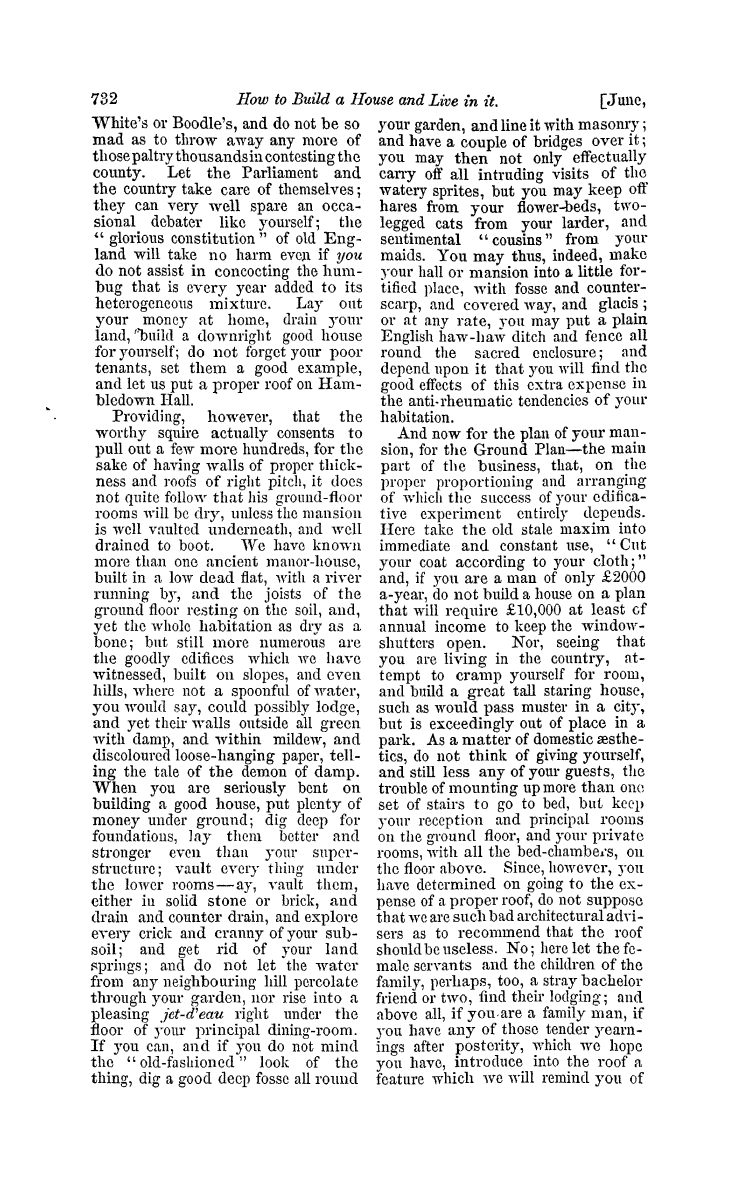 732 How to Build a House and Live in it. [June,
White's or Boodle's, and do not be so
mad as to throw away any more of
those paltry thousands in contesting the
county. Let the Parliament and
the country take care of themselves;
they can very well spare an occa-
sional debater like yourself; the
“ glorious constitution ” of old Eng-
land will take no harm even if you
do not assist in concocting the hum-
bug that is every year added to its
heterogeneous mixture. Lay out
your money at home, drain your
land, build a downright good house
for yourself; do not forget your poor
tenants, set them a good example,
and let us put a proper roof on Ham-
bledown Hall.
Providing, however, that the
worthy squire actually consents to
pull out a few more hundreds, for the
sake of having walls of proper thick-
ness and roofs of right pitch, it does
not quite follow that his ground-floor
rooms will be dry, unless the mansion
is well vaulted underneath, and well
drained to boot. We have known
more than one ancient manor-house,
built in a low dead flat, with a river
running by, and the joists of the
ground floor resting on the soil, and,
yet the whole habitation as dry as a
bone; but still more numerous are
the goodly edifices which we have
witnessed, built on slopes, and even
hills, where not a spoonful of water,
you would say, could possibly lodge,
and yet their walls outside all green
with damp, and within mildew, and
discoloured loose-hanging paper, tell-
ing the tale of the demon of damp.
When you are seriously bent on
building a good house, put plenty of
money under ground; dig deep for
foundations, lay them better and
stronger even than your super-
structure; vault every thing under
the lower rooms—ay, vault them,
either in solid stone or brick, and
drain and counter drain, and explore
every crick and cranny of your sub-
soil; and get rid of your land
springs; and do not let the water
from any neighbouring hill percolate
through your garden, nor rise into a
pleasing jet-d'eau right under the
floor of your principal dining-room.
If you can, and if you do not mind
the “ old-fashioned ” look of the
thing, dig a good deep fosse all round
your garden, and line it with masonry;
and have a couple of bridges over it;
you may then not only effectually
carry off all intruding visits of the
watery sprites, but you may keep off
hares from your flower-beds, two-
legged cats from your larder, and
sentimental “cousins” from your
maids. You may thus, indeed, make
your hall or mansion into a little for-
tified place, with fosse and counter-
scarp, and covered way, and glacis;
or at any rate, you may put a plain
English haw-haw ditch and fence all
round the sacred enclosure; and
depend upon it that you will find the
good effects of this extra expense in
the anti-rheumatic tendencies of your
habitation.
And now for the plan of your man-
sion, for the Ground Plan—the main
part of the business, that, on the
proper proportioning and arranging
of which the success of your edifica-
tive experiment entirely depends.
Here take the old stale maxim into
immediate and constant use, “Cut
your coat according to your cloth;”
and, if you are a man of only £2000
a-year, do not build a house on a plan
that will require £10,000 at least of
annual income to keep the window-
shutters open. Nor, seeing that
you are living in the country, at-
tempt to cramp yourself for room,
and build a great tall staring house,
such as would pass muster in a city,
but is exceedingly out of place in a
park. As a matter of domestic æsthe-
tics, do not think of giving yourself,
and still less any of your guests, the
trouble of mounting up more than one
set of stairs to go to bed, but keep
your reception and principal rooms
on the ground floor, and your private
rooms, with all the bed-chambers, on
the floor above. Since, however, you
have determined on going to the ex-
pense of a proper roof, do not suppose
that we are such bad architectural advi-
sers as to recommend that the roof
should be useless. No; here let the fe-
male servants and the children of the
family, perhaps, too, a stray bachelor
friend or two, find their lodging; and
above all, if you are a family man, if
you have any of those tender yearn-
ings after posterity, which we hope
you have, introduce into the roof a
feature which we will remind you of